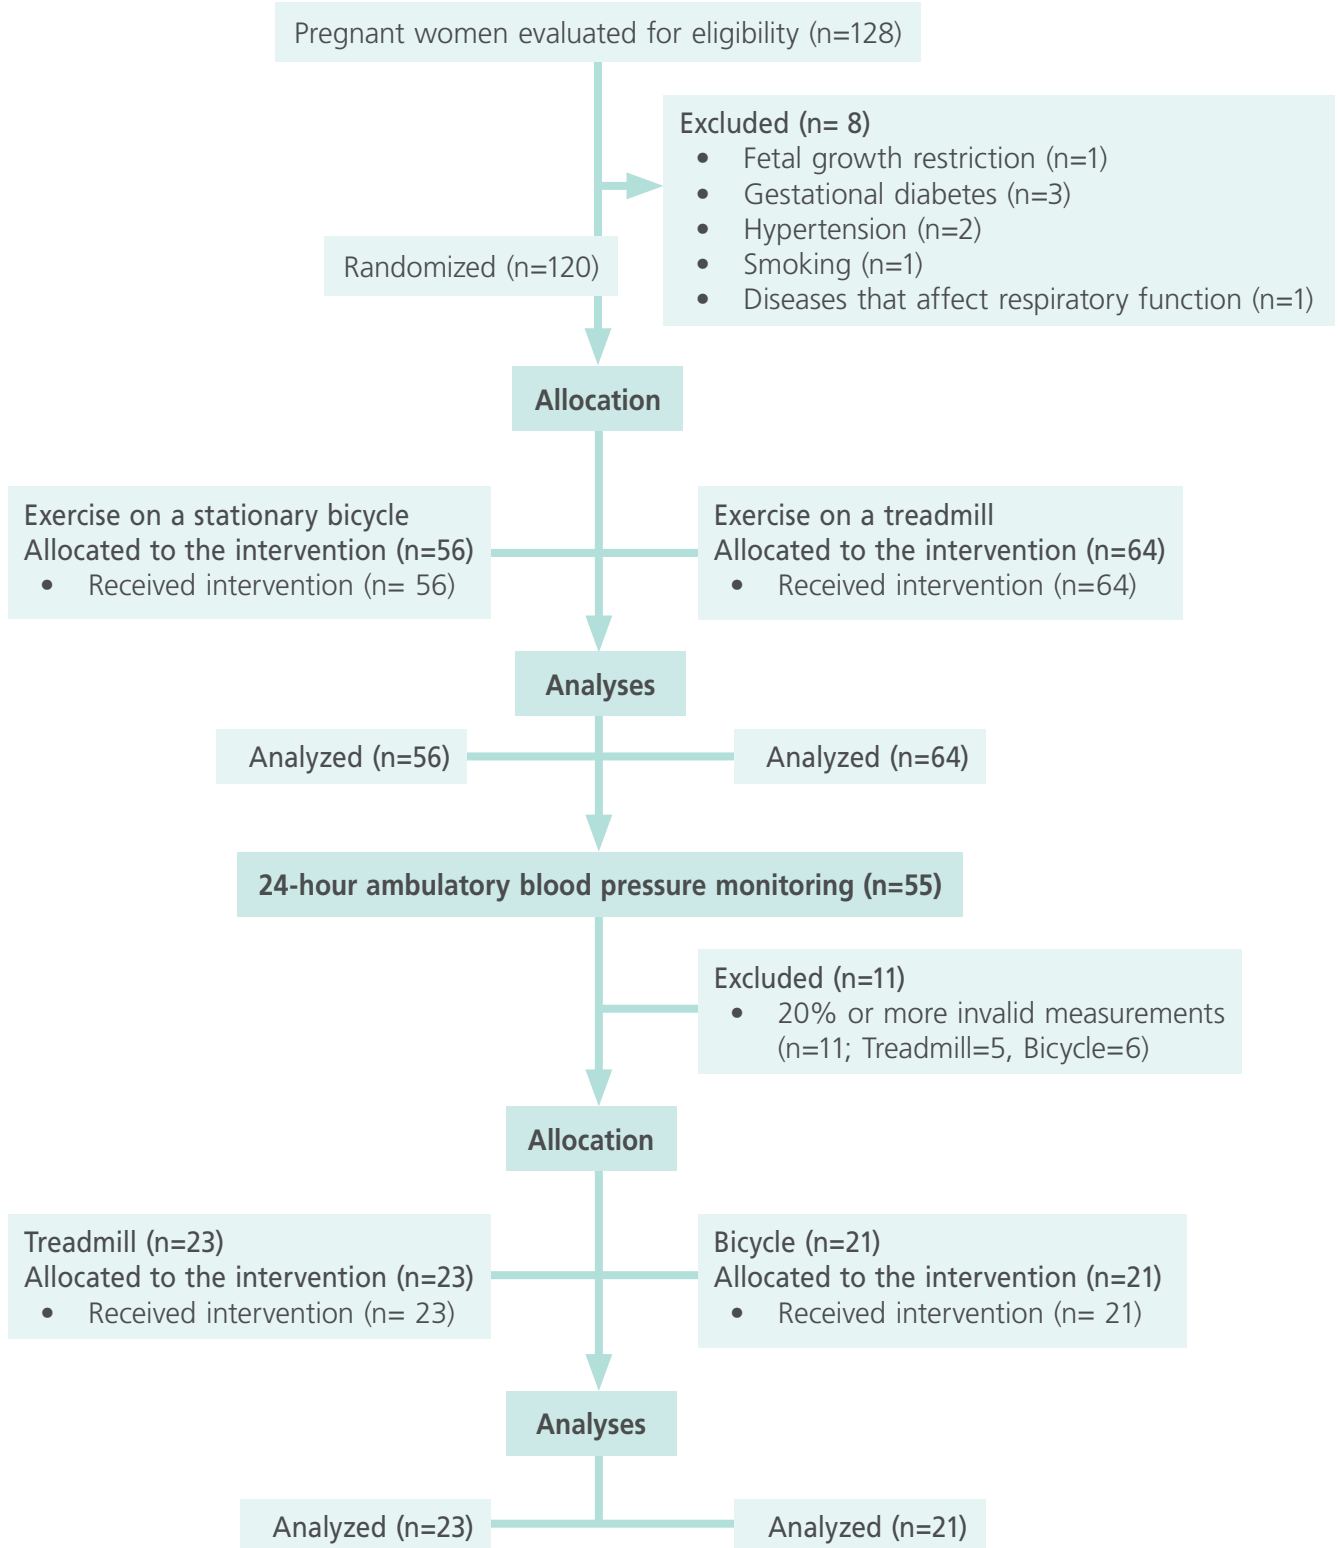 Pregnant women evaluated for eligibility (n=128)
Excluded (n= 8)
• Fetal growth restriction (n=1)
• Gestational diabetes (n=3)
• Hypertension (n=2)
• Smoking (n=1)
• Diseases that affect respiratory function (n=1)
Randomized (n=120)
Allocation
Exercise on a stationary bicycle
Allocated to the intervention (n=56)
• Received intervention (n= 56)
Exercise on a treadmill
Allocated to the intervention (n=64)
• Received intervention (n=64)
Analyses
Analyzed (n=56)
Analyzed (n=64)
24-hour ambulatory blood pressure monitoring (n=55)
Excluded (n=11)
• 20% or more invalid measurements
(n=11; Treadmill=5, Bicycle=6)
Allocation
Treadmill (n=23)
Allocated to the intervention (n=23)
• Received intervention (n= 23)
Bicycle (n=21)
Allocated to the intervention (n=21)
• Received intervention (n= 21)
Analyses
Analyzed (n=23)
Analyzed (n=21)